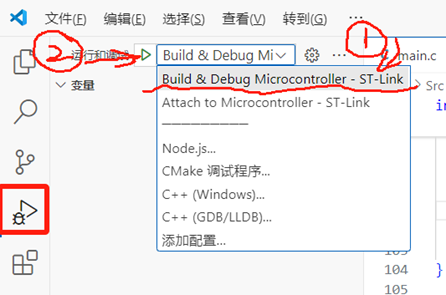 文件(F) 编辑(E) 选择(S) 查看(V) 转到(G) ···
2 运行和调试 Build & Debug Mi ··· 1 main.c
变量
Build & Debug Microcontroller - ST-Link
Src
Attach to Microcontroller - ST-Link
—————————
Node.js...
CMake 调试程序...
C++ (Windows)...
C++ (GDB/LLDB)...
添加配置...
103
104 }
105